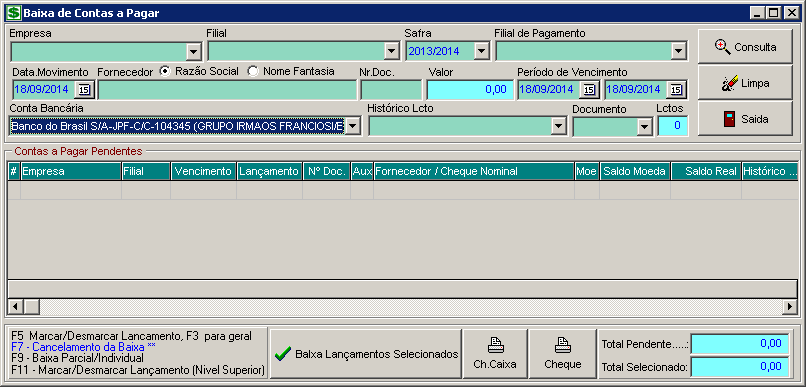 Baixa de Contas a Pagar
Empresa Filial Safra Filial de Pagamento
2013/2014
Consulta
Data.Movimento Fornecedor Razão Social Nome Fantasia Nr.Doc. Valor Período de Vencimento
18/09/2014 15 0,00 18/09/2014 15 18/09/2014 15
Limpa
Conta Bancária Histórico Lcto Documento Lctos
Banco do Brasil S/A-JPF-C/C-104345 (GRUPO IRMAOS FRANCIOSI/E 0
Saida
Contas a Pagar Pendentes
# Empresa Filial Vencimento Lançamento Nº Doc. Aux Fornecedor / Cheque Nominal Moe Saldo Moeda Saldo Real Histórico ...
F5 Marcar/Desmarcar Lancamento, F3 para geral
F7 - Cancelamento da Baixa **
F9 - Baixa Parcial/Individual
F11 - Marcar/Desmarcar Lançamento (Nivel Superior)
Baixa Lançamentos Selecionados
Ch.Caixa
Cheque
Total Pendente.....: 0,00
Total Selecionado: 0,00